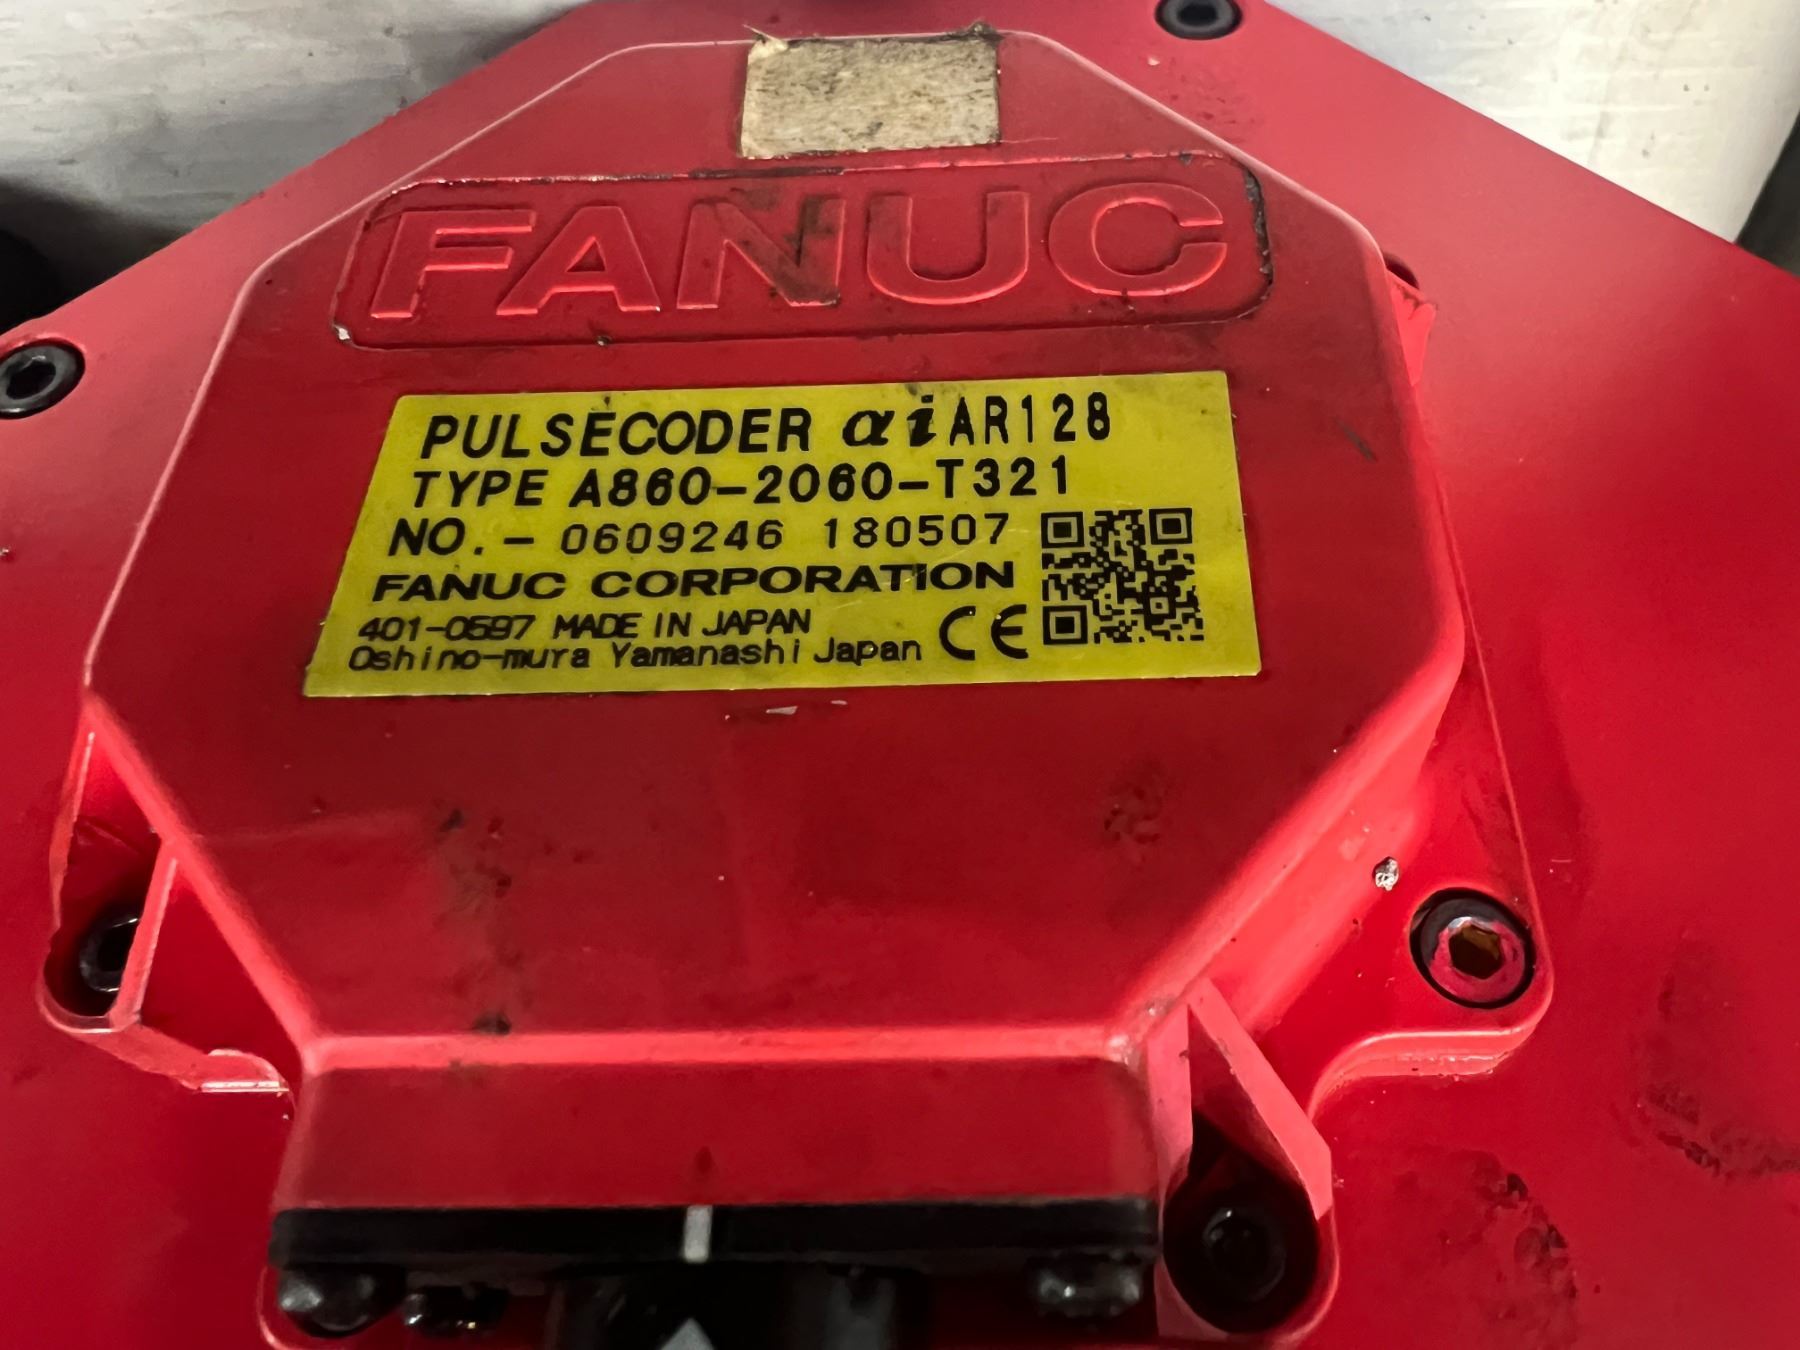 FANUC
PULSECODER αiAR128
TYPE A860-2060-T321
NO.- 0609246 180507
FANUC CORPORATION
401-0597 MADE IN JAPAN
Oshino-mura Yamanashi Japan CE